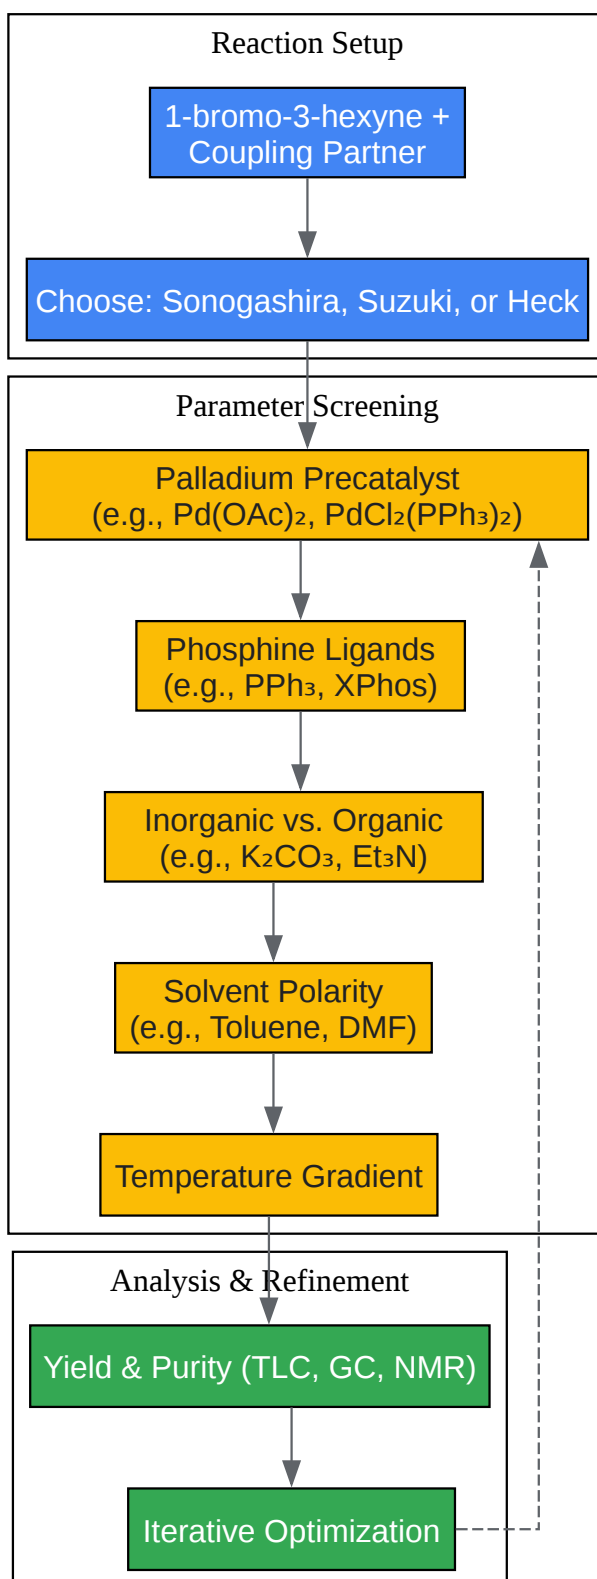 Reaction Setup
1-bromo-3-hexyne +
Coupling Partner
Choose: Sonogashira, Suzuki, or Heck
Parameter Screening
Palladium Precatalyst
(e.g., Pd(OAc)₂, PdCl₂(PPh₃)₂)
Phosphine Ligands
(e.g., PPh₃, XPhos)
Inorganic vs. Organic
(e.g., K₂CO₃, Et₃N)
Solvent Polarity
(e.g., Toluene, DMF)
Temperature Gradient
Analysis & Refinement
Yield & Purity (TLC, GC, NMR)
Iterative Optimization